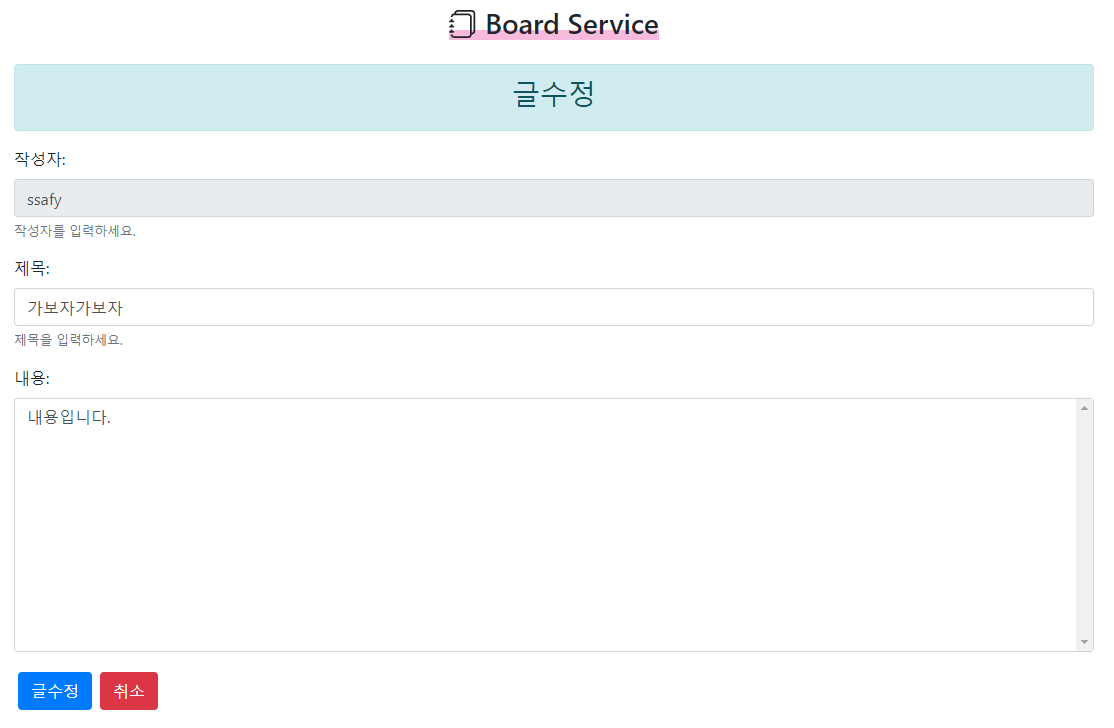 Board Service
글수정
작성자:
ssafy
작성자를 입력하세요.
제목:
가보자가보자
제목을 입력하세요.
내용:
내용입니다.
글수정 취소